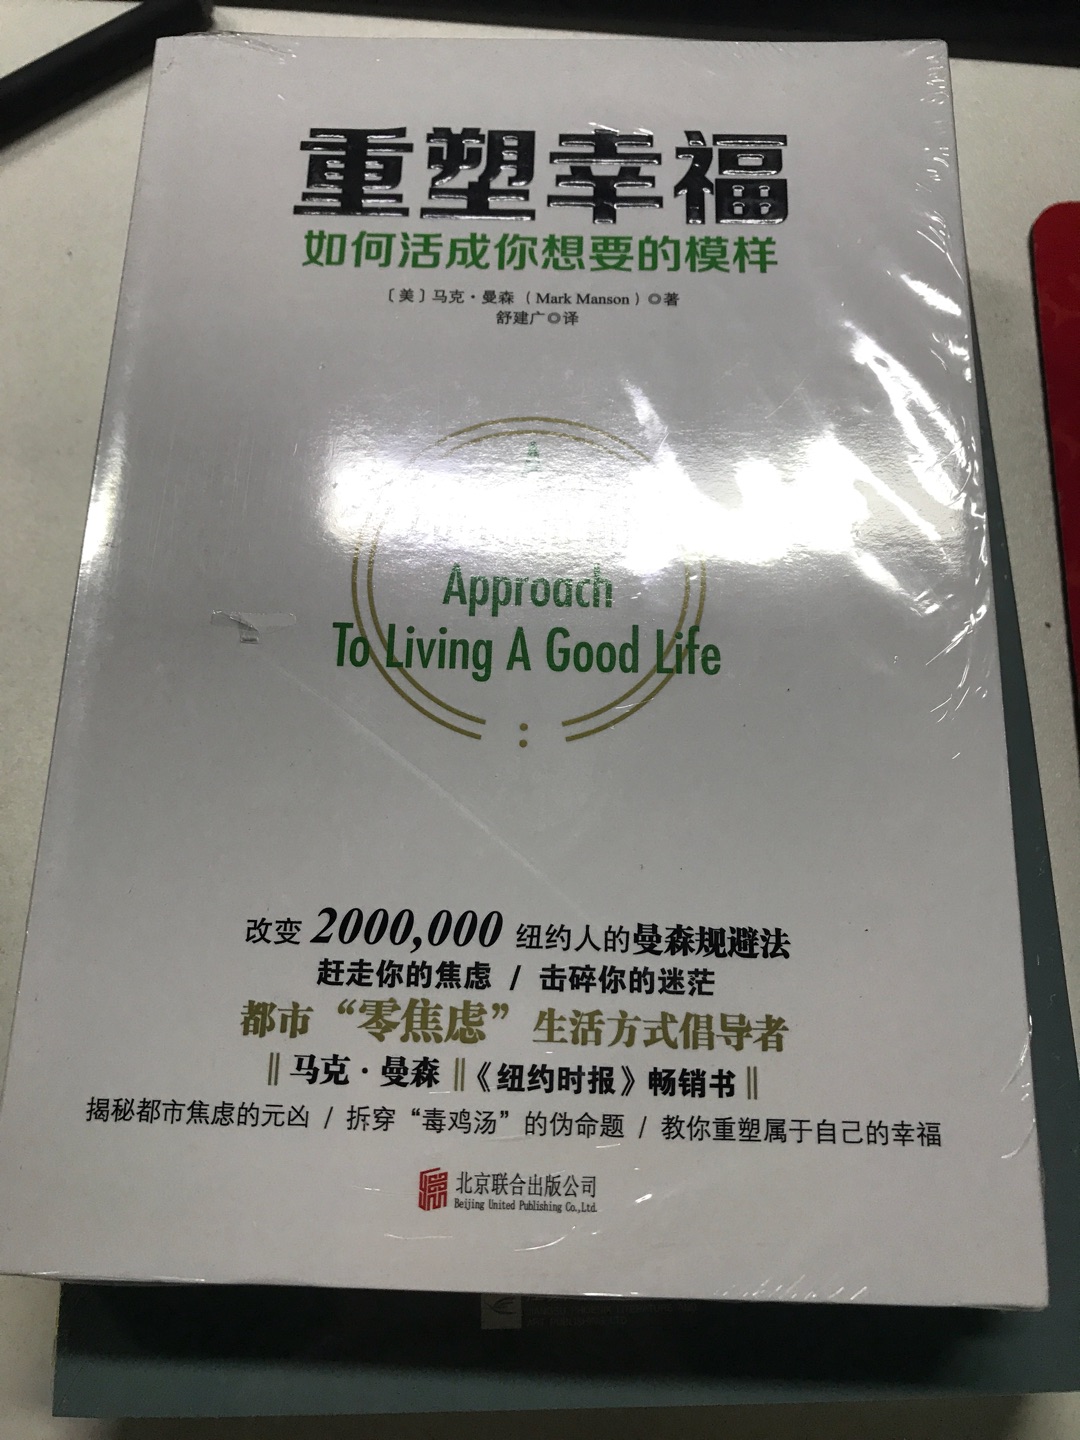 重塑幸福
如何活成你想要的模样
〔美〕马克·曼森（Mark Manson）◎著
舒建广◎译
A
Approach
To Living A Good Life
改变 2000,000 纽约人的曼森规避法
赶走你的焦虑 / 击碎你的迷茫
都市“零焦虑”生活方式倡导者
‖马克·曼森‖《纽约时报》畅销书‖
揭秘都市焦虑的元凶 / 拆穿“毒鸡汤”的伪命题 / 教你重塑属于自己的幸福
北京联合出版公司
Beijing United Publishing Co.,Ltd.